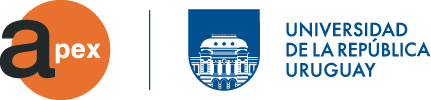 apex
UNIVERSIDAD
DE LA REPÚBLICA
URUGUAY